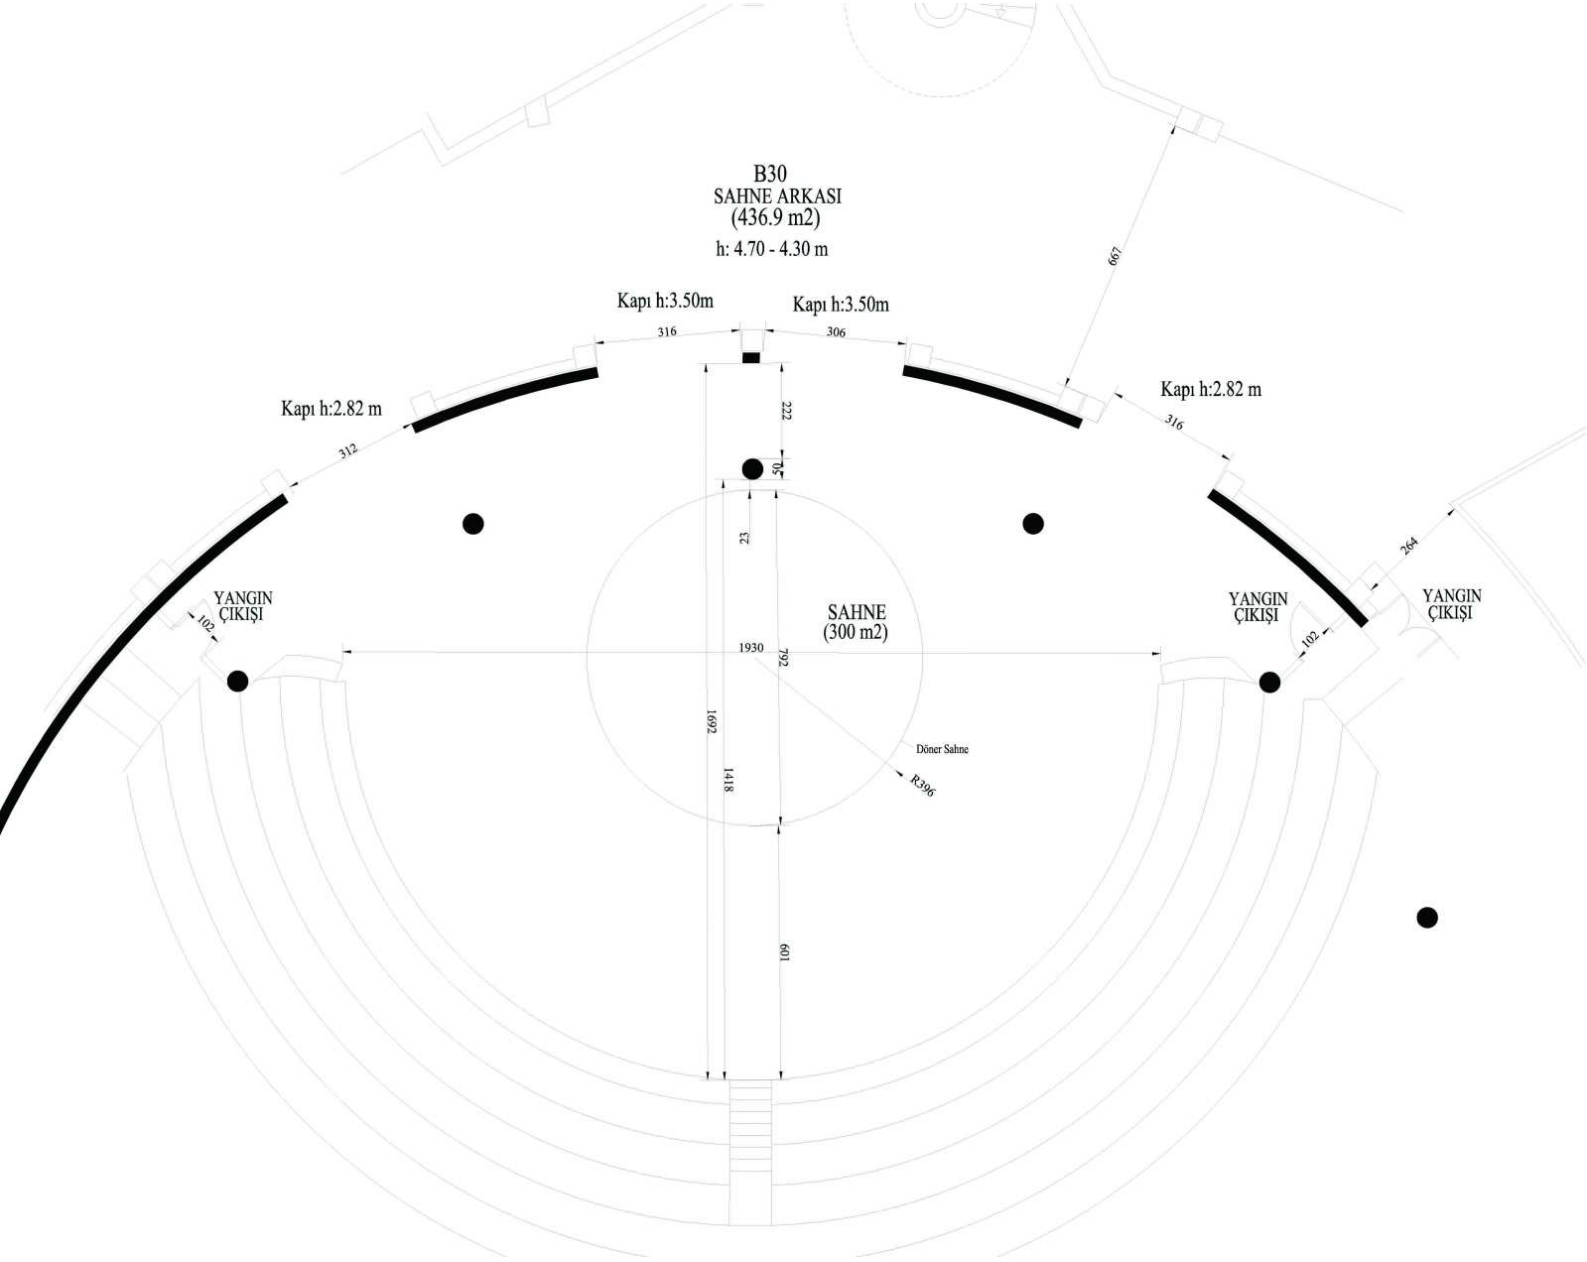 B30
SAHNE ARKASI
(436.9 m2)
h: 4.70 - 4.30 m
667
Kapı h:3.50m
Kapı h:3.50m
316
306
Kapı h:2.82 m
Kapı h:2.82 m
222
312
316
50
23
264
YANGIN
ÇIKIŞI
102
SAHNE
(300 m2)
YANGIN
ÇIKIŞI
102
YANGIN
ÇIKIŞI
1930
792
1692
1418
Döner Sahne
R396
601